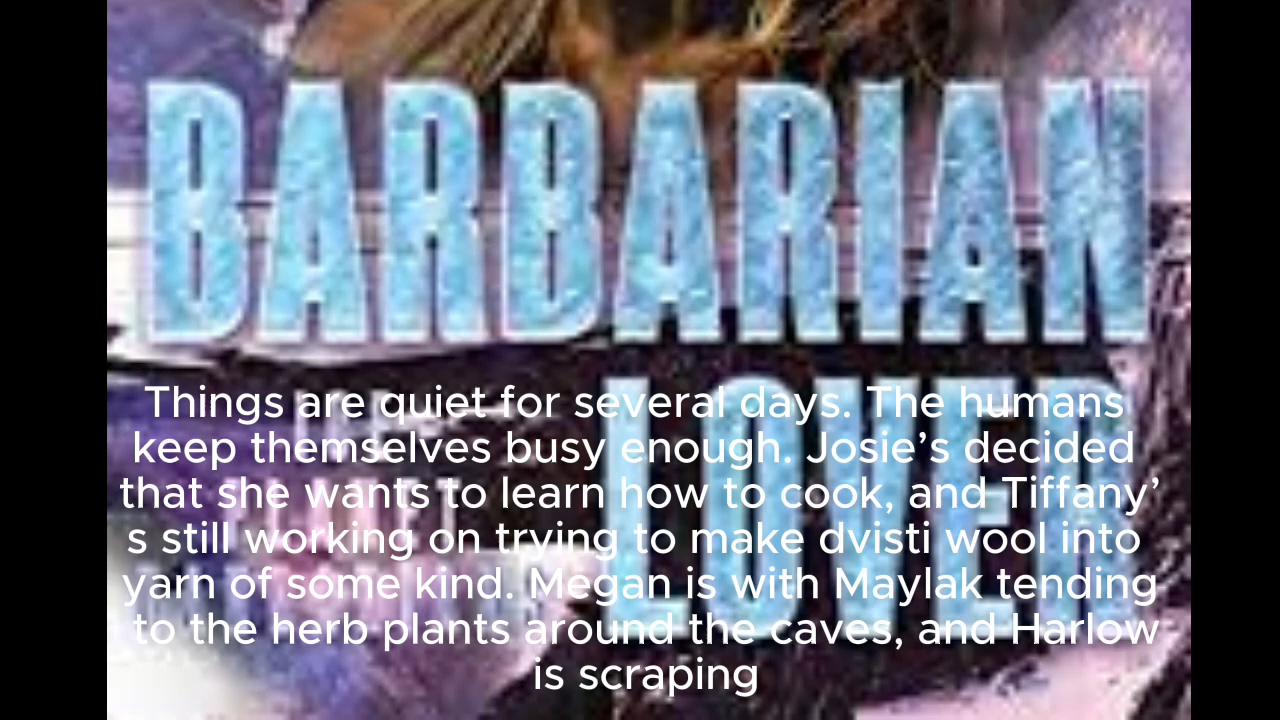 BARBARIAN
LOVER
Things are quiet for several days. The humans
keep themselves busy enough. Josie’s decided
that she wants to learn how to cook, and Tiffany’
s still working on trying to make dvisti wool into
yarn of some kind. Megan is with Maylak tending
to the herb plants around the caves, and Harlow
is scraping